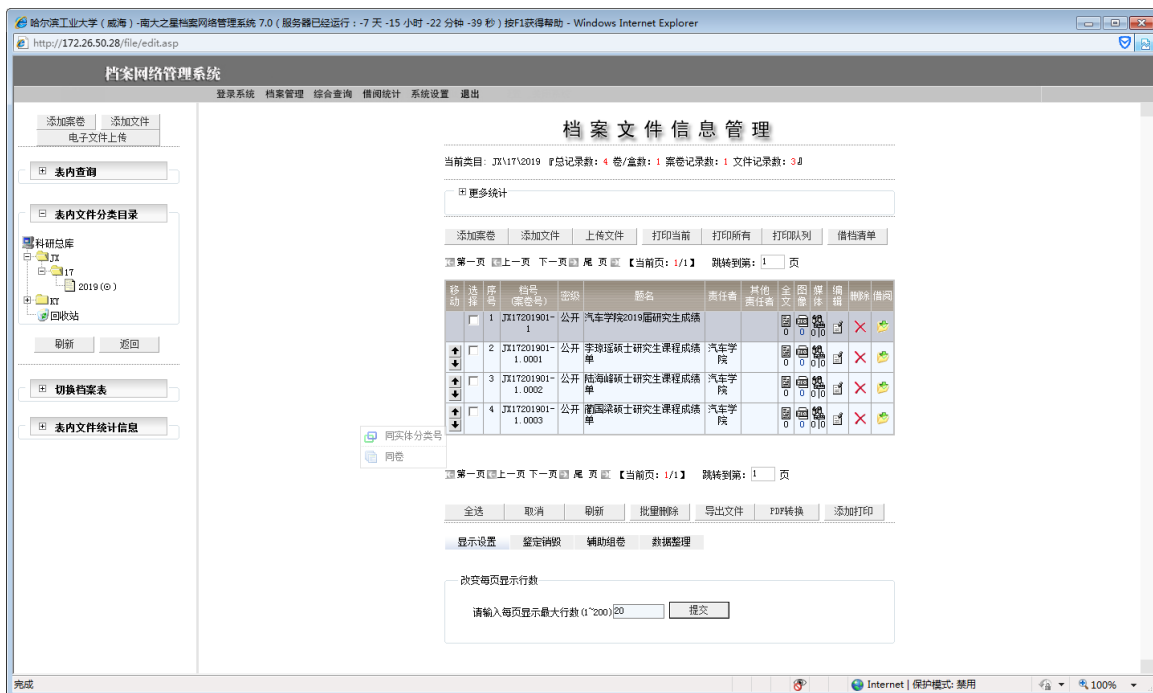 哈尔滨工业大学（威海）-南大之星档案网络管理系统 7.0（服务器已经运行：-7 天 -15 小时 -22 分钟 -39 秒）按F1获得帮助 - Windows Internet Explorer
http://172.26.50.28/file/edit.asp
档案网络管理系统
登录系统 档案管理 综合查询 借阅统计 系统设置 退出
添加案卷 添加文件
电子文件上传
表内查询
表内文件分类目录
科研总库
JX
17
2019(⊙)
KY
回收站
刷新 返回
切换档案表
表内文件统计信息
档案文件信息管理
当前类目: JX\17\2019 『总记录数: 4 卷/盒数: 1 案卷记录数: 1 文件记录数: 3』
更多统计
添加案卷 添加文件 上传文件 打印当前 打印所有 打印队列 借档清单
第一页 上一页 下一页 尾 页 【当前页: 1/1】 跳转到第: 1 页
移动 选择 序号 档号(案卷号) 密级 题名 责任者 其他责任者 全文 图像 媒体 编辑 删除 借阅
1 JX17201901-1 公开 汽车学院2019届研究生成绩 0 0 0|0
2 JX17201901-1.0001 公开 李琼瑶硕士研究生课程成绩单 汽车学院 0 0 0|0
3 JX17201901-1.0002 公开 陆海峰硕士研究生课程成绩单 汽车学院 0 0 0|0
4 JX17201901-1.0003 公开 蔺国梁硕士研究生课程成绩单 汽车学院 0 0 0|0
同实体分类号
同卷
第一页 上一页 下一页 尾 页 【当前页: 1/1】 跳转到第: 1 页
全选 取消 刷新 批量删除 导出文件 PDF转换 添加打印
显示设置 鉴定销毁 辅助组卷 数据整理
改变每页显示行数
请输入每页显示最大行数(1~200) 20 提交
完成
Internet | 保护模式: 禁用
100%